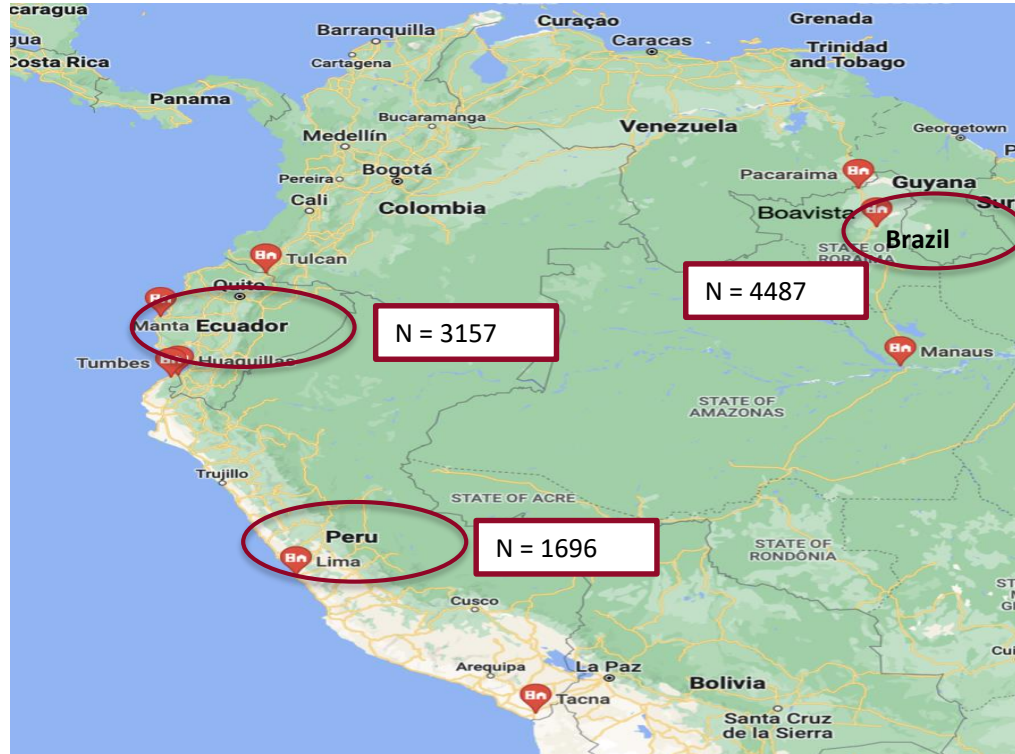 caragua
gua
Costa Rica
Panama
Barranquilla
Cartagena
Curaçao
Caracas
Grenada
Trinidad
and Tobago
Bucaramanga
Medellín
Venezuela
Georgetown
P
Pereira
Bogotá
Pacaraima
Guyana
Cali
Colombia
Boavista
Sur
Brazil
STATE OF
RORAIMA
Tulcan
Quito
N = 4487
Manta
Ecuador
N = 3157
Tumbes
Huaquillas
Manaus
STATE OF
AMAZONAS
Trujillo
STATE OF ACRE
Peru
N = 1696
Lima
STATE OF
RONDÔNIA
ST
M
G
Cusco
Cui
Arequipa
La Paz
Tacna
Bolivia
Santa Cruz
de la Sierra